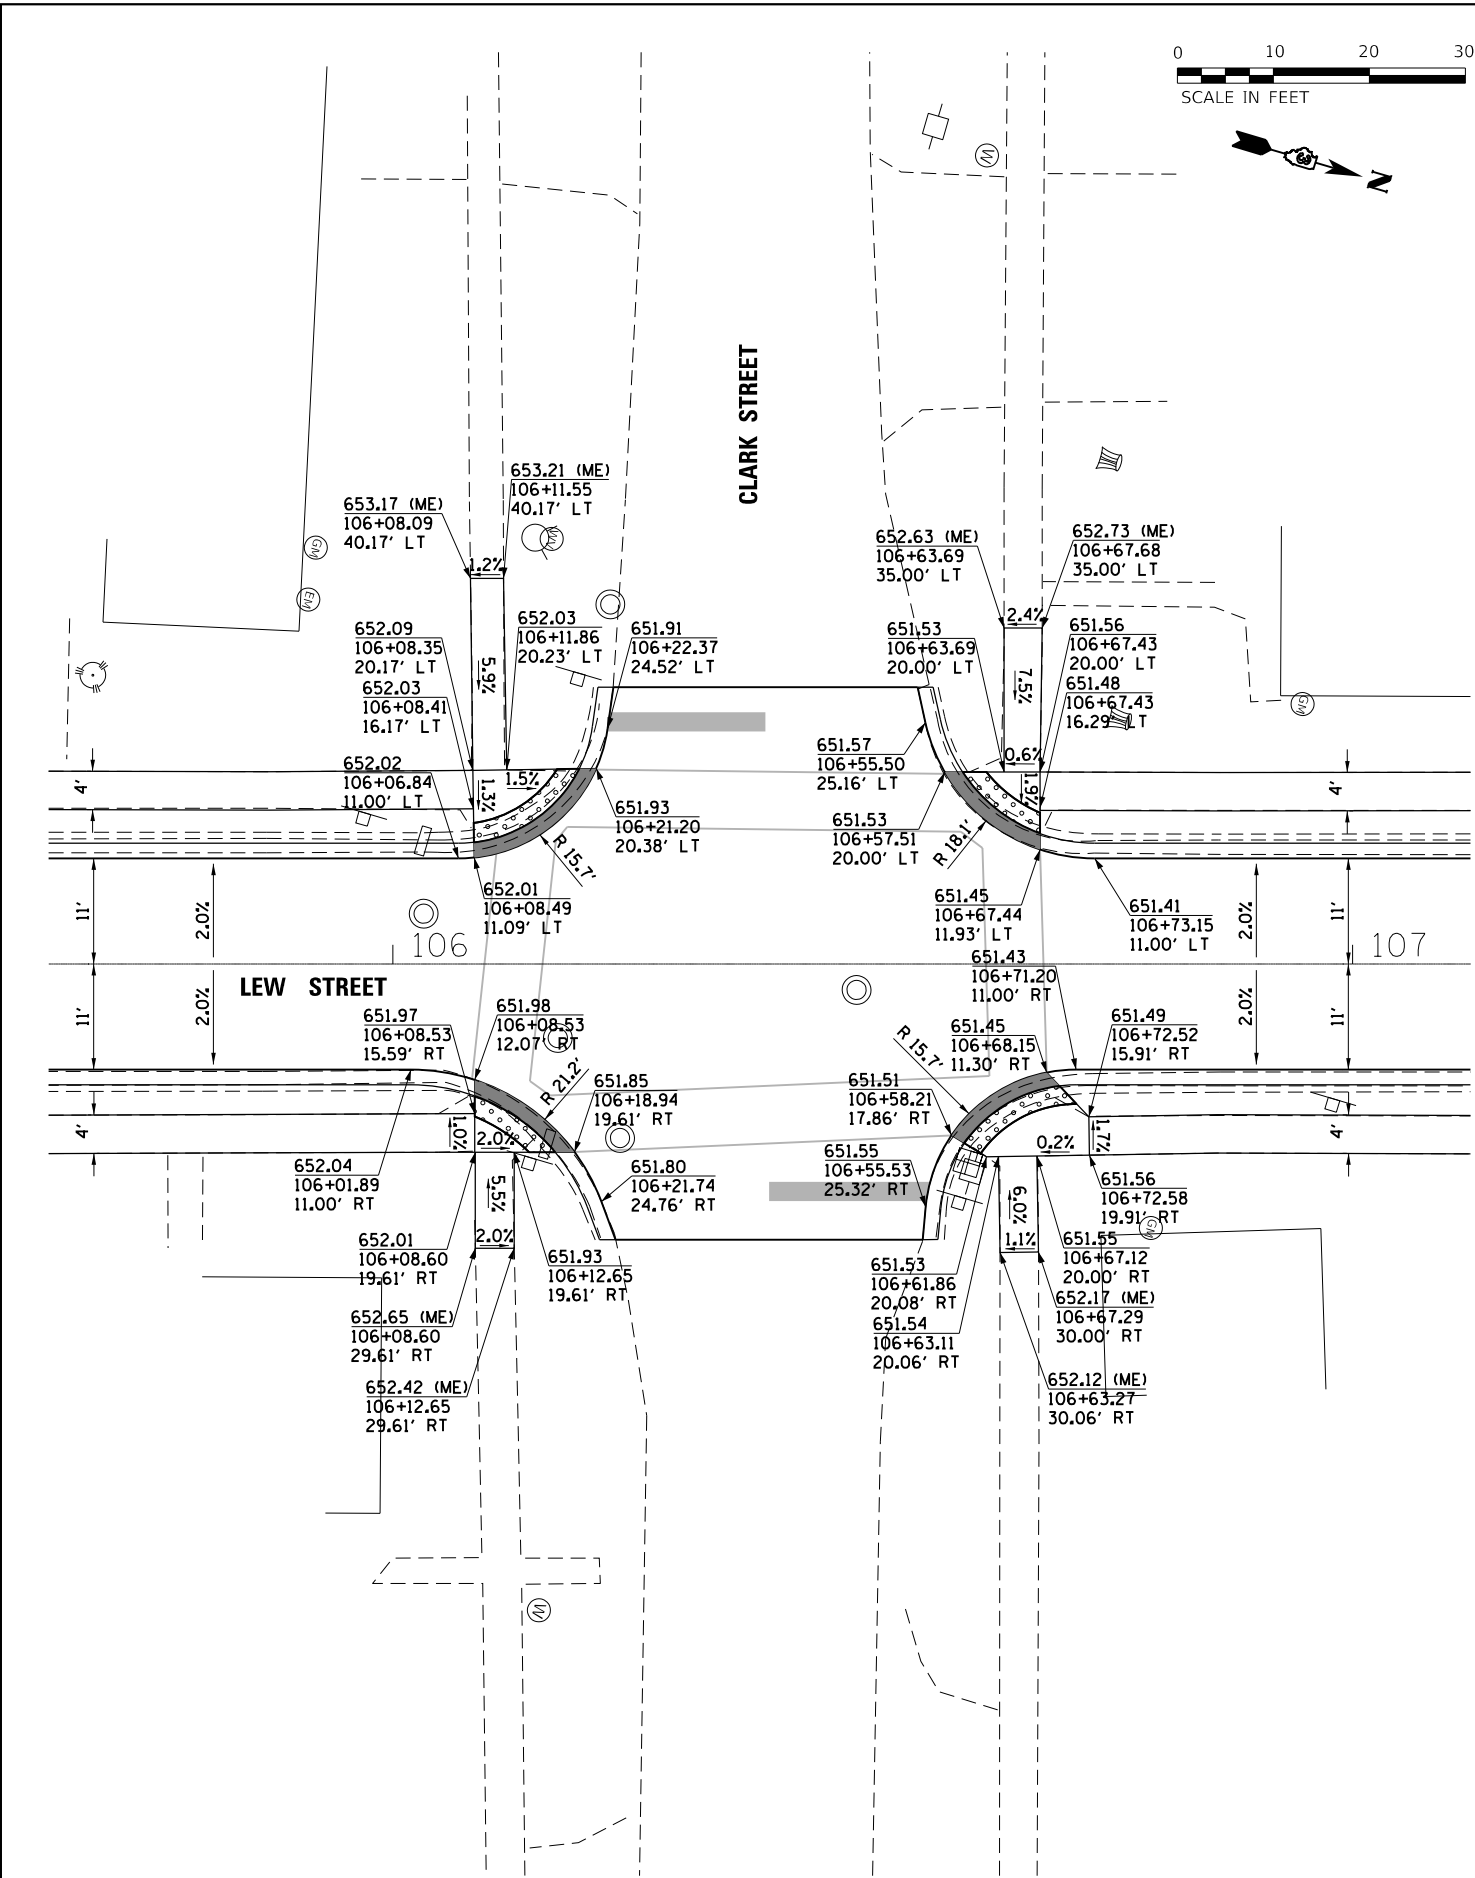 0 10 20 30
SCALE IN FEET
3
N
W
CLARK STREET
653.21 (ME)
106+11.55
40.17' LT
653.17 (ME)
106+08.09
40.17' LT
GM
WV
EM
1.2%
652.63 (ME)
106+63.69
35.00' LT
652.73 (ME)
106+67.68
35.00' LT
2.4%
652.09
106+08.35
20.17' LT
652.03
106+11.86
20.23' LT
651.91
106+22.37
24.52' LT
5.9%
652.03
106+08.41
16.17' LT
651.53
106+63.69
20.00' LT
651.56
106+67.43
20.00' LT
7.5%
651.48
106+67.43
16.29' LT
GM
652.02
106+06.84
11.00' LT
1.5%
1.3%
651.93
106+21.20
20.38' LT
R 15.7'
651.57
106+55.50
25.16' LT
0.6%
1.9%
651.53
106+57.51
20.00' LT
R 18.1'
4'
4'
652.01
106+08.49
11.09' LT
651.45
106+67.44
11.93' LT
651.41
106+73.15
11.00' LT
11'
2.0%
2.0%
11'
106
107
LEW STREET
651.43
106+71.20
11.00' RT
11'
2.0%
2.0%
11'
651.97
106+08.53
15.59' RT
651.98
106+08.53
12.07' RT
R 21.2'
R 15.7'
651.45
106+68.15
11.30' RT
651.49
106+72.52
15.91' RT
651.85
106+18.94
19.61' RT
651.51
106+58.21
17.86' RT
4'
1.0%
2.0%
0.2%
1.7%
4'
652.04
106+01.89
11.00' RT
5.5%
2.0%
651.80
106+21.74
24.76' RT
651.55
106+55.53
25.32' RT
6.0%
1.1%
651.56
106+72.58
19.91' RT
GM
652.01
106+08.60
19.61' RT
651.93
106+12.65
19.61' RT
651.53
106+61.86
20.08' RT
651.55
106+67.12
20.00' RT
652.65 (ME)
106+08.60
29.61' RT
651.54
106+63.11
20.06' RT
652.17 (ME)
106+67.29
30.00' RT
652.42 (ME)
106+12.65
29.61' RT
652.12 (ME)
106+63.27
30.06' RT
W